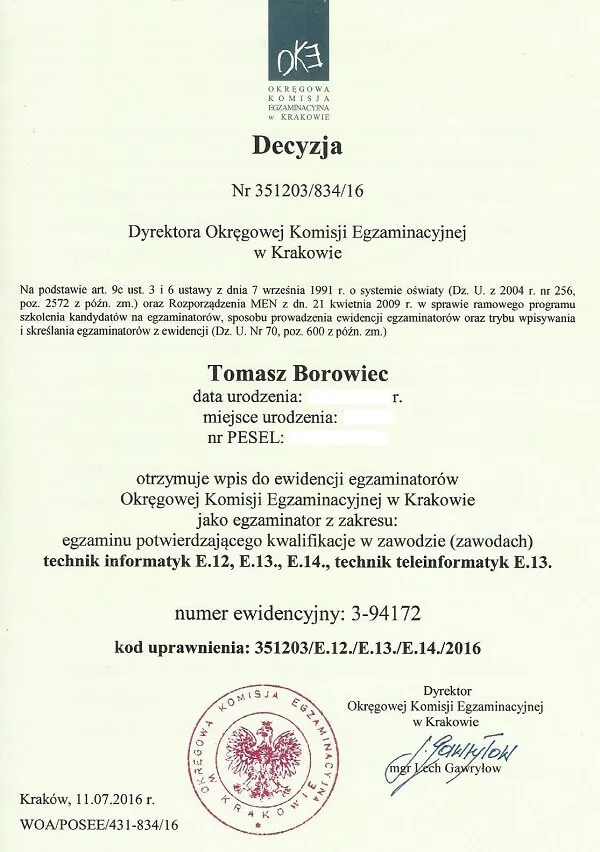 OKE
OKRĘGOWA
KOMISJA
EGZAMINACYJNA
w KRAKOWIE
Decyzja
Nr 351203/834/16
Dyrektora Okręgowej Komisji Egzaminacyjnej
w Krakowie
Na podstawie art. 9c ust. 3 i 6 ustawy z dnia 7 września 1991 r. o systemie oświaty (Dz. U. z 2004 r. nr 256,
poz. 2572 z późn. zm.) oraz Rozporządzenia MEN z dn. 21 kwietnia 2009 r. w sprawie ramowego programu
szkolenia kandydatów na egzaminatorów, sposobu prowadzenia ewidencji egzaminatorów oraz trybu wpisywania
i skreślania egzaminatorów z ewidencji (Dz. U. Nr 70, poz. 600 z późn. zm.)
Tomasz Borowiec
data urodzenia: r.
miejsce urodzenia:
nr PESEL:
otrzymuje wpis do ewidencji egzaminatorów
Okręgowej Komisji Egzaminacyjnej w Krakowie
jako egzaminator z zakresu:
egzaminu potwierdzającego kwalifikacje w zawodzie (zawodach)
technik informatyk E.12, E.13., E.14., technik teleinformatyk E.13.
numer ewidencyjny: 3-94172
kod uprawnienia: 351203/E.12./E.13./E.14./2016
Dyrektor
Okręgowej Komisji Egzaminacyjnej
w Krakowie
J. Gawryłow
mgr Lech Gawryłow
OKRĘGOWA KOMISJA EGZAMINACYJNA
W KRAKOWIE
Kraków, 11.07.2016 r.
WOA/POSEE/431-834/16